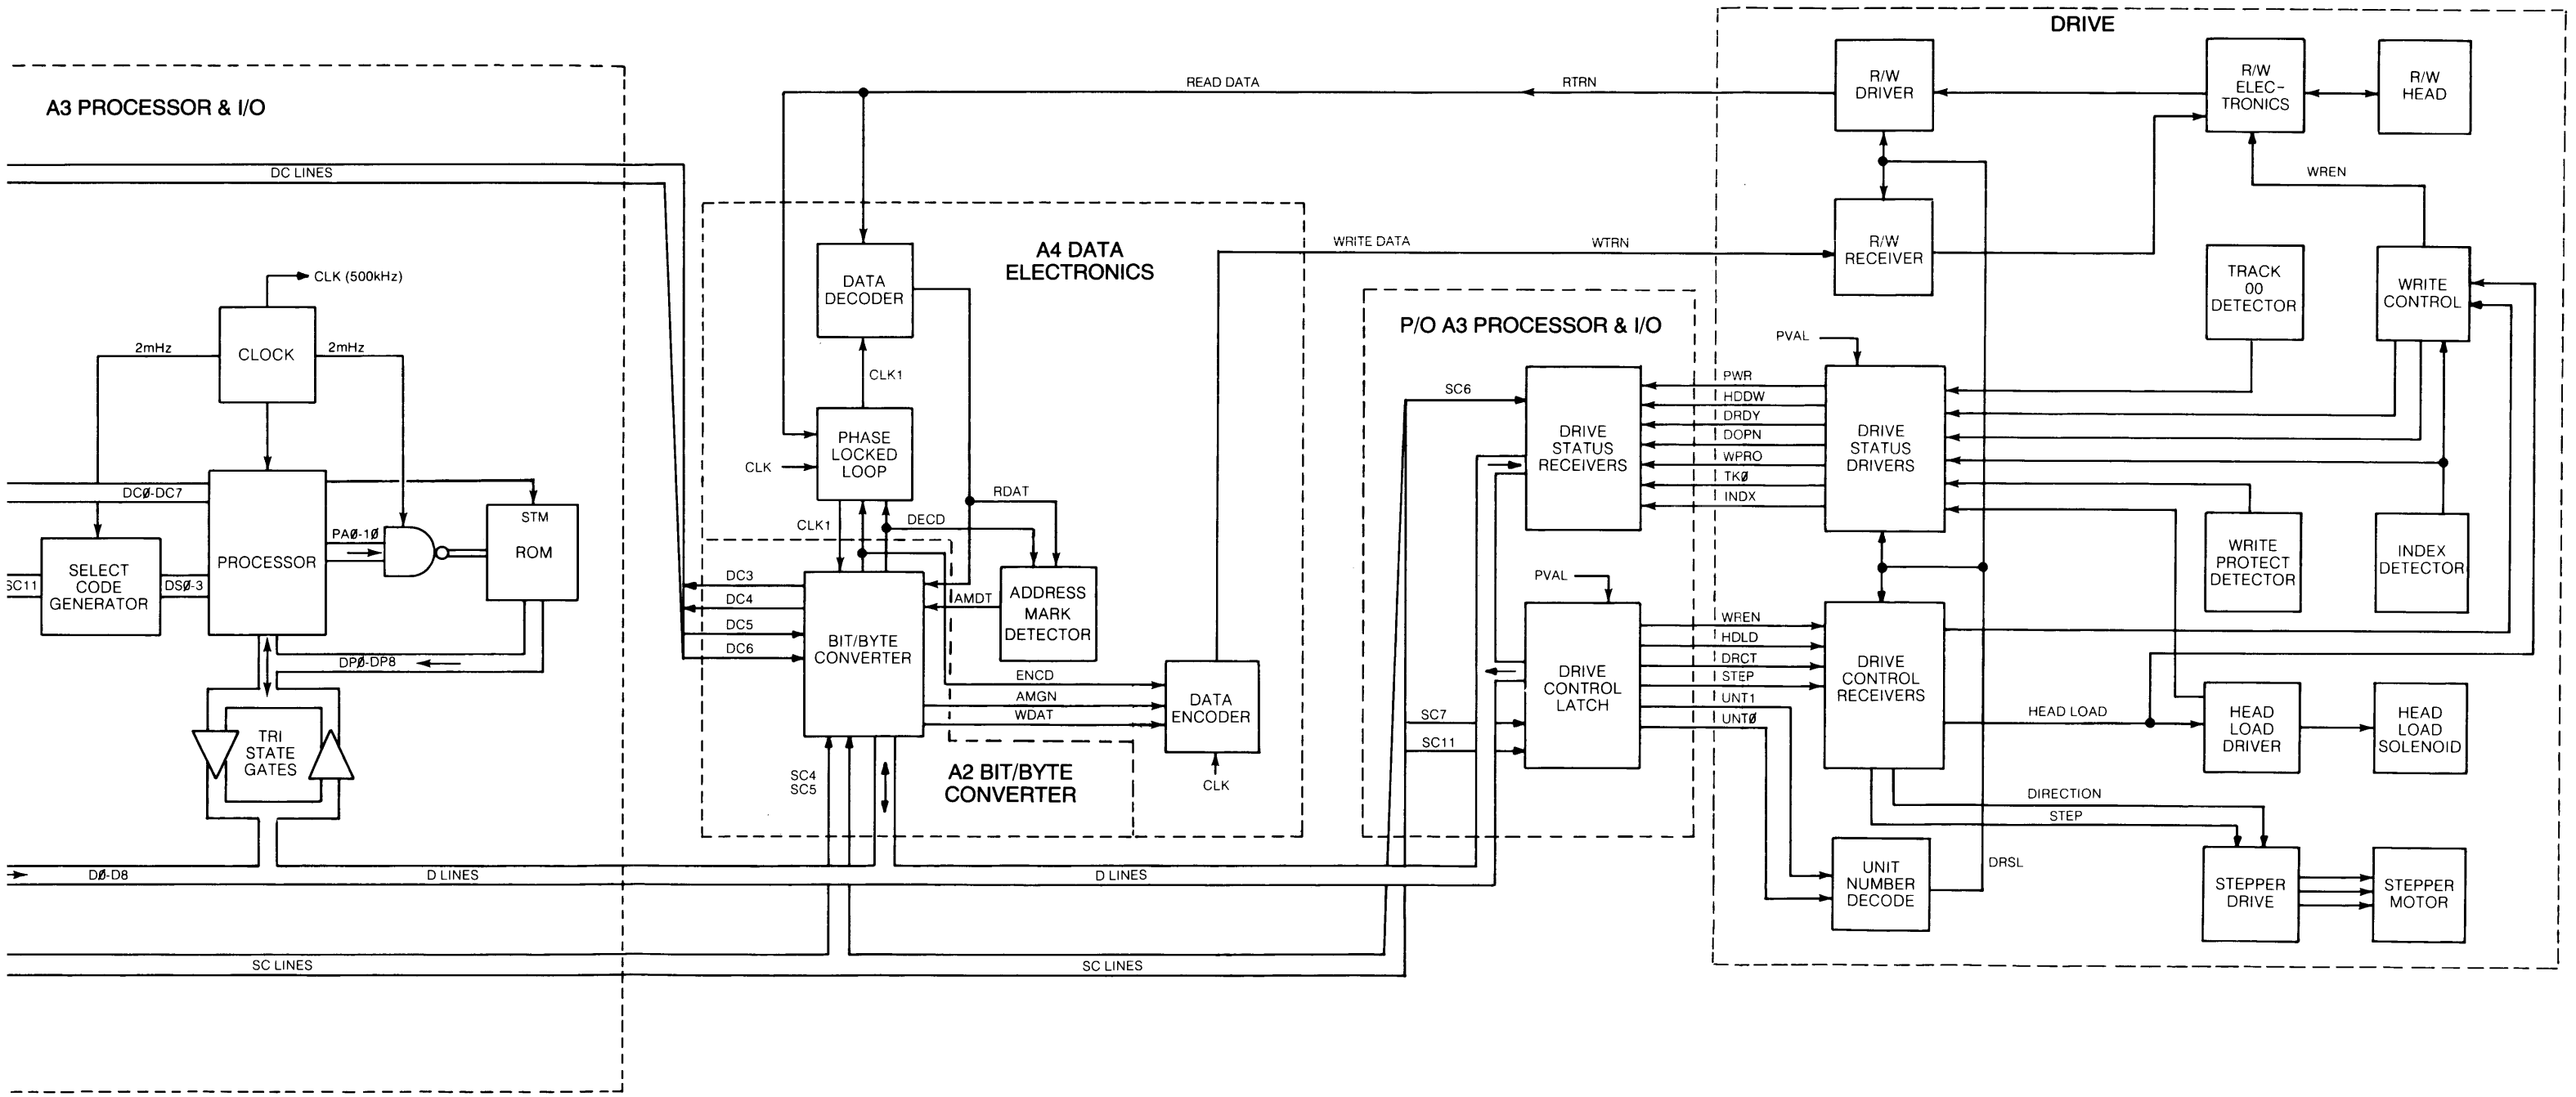 DRIVE
A3 PROCESSOR & I/O
DC LINES
CLK (500kHz)
2mHz
CLOCK
2mHz
DCØ-DC7
PROCESSOR
PAØ-1Ø
STM
ROM
SC11
SELECT
CODE
GENERATOR
DSØ-3
DPØ-DP8
TRI
STATE
GATES
DØ-D8
D LINES
SC LINES
READ DATA
RTRN
A4 DATA
ELECTRONICS
DATA
DECODER
CLK1
PHASE
LOCKED
LOOP
CLK
CLK1
DECD
RDAT
DC3
DC4
DC5
DC6
BIT/BYTE
CONVERTER
AMDT
ADDRESS
MARK
DETECTOR
ENCD
AMGN
WDAT
DATA
ENCODER
CLK
SC4
SC5
A2 BIT/BYTE
CONVERTER
D LINES
SC LINES
WRITE DATA
WTRN
P/O A3 PROCESSOR & I/O
SC6
DRIVE
STATUS
RECEIVERS
PVAL
SC7
SC11
DRIVE
CONTROL
LATCH
PWR
HDDW
DRDY
DOPN
WPRO
TKØ
INDX
WREN
HDLD
DRCT
STEP
UNT1
UNTØ
R/W
DRIVER
R/W
ELEC-
TRONICS
R/W
HEAD
R/W
RECEIVER
WREN
TRACK
00
DETECTOR
WRITE
CONTROL
PVAL
DRIVE
STATUS
DRIVERS
WRITE
PROTECT
DETECTOR
INDEX
DETECTOR
DRIVE
CONTROL
RECEIVERS
HEAD LOAD
HEAD
LOAD
DRIVER
HEAD
LOAD
SOLENOID
DIRECTION
STEP
UNIT
NUMBER
DECODE
DRSL
STEPPER
DRIVE
STEPPER
MOTOR